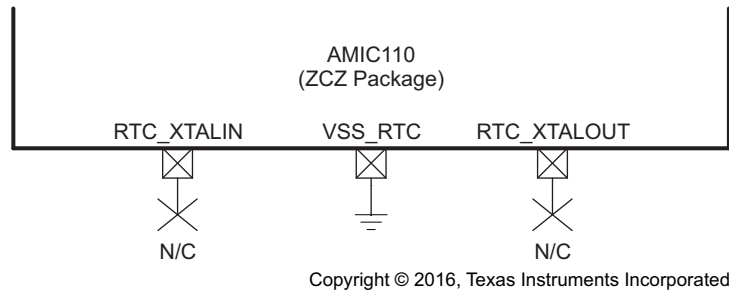 AMIC110
(ZCZ Package)
RTC_XTALIN VSS_RTC RTC_XTALOUT
N/C N/C
Copyright © 2016, Texas Instruments Incorporated